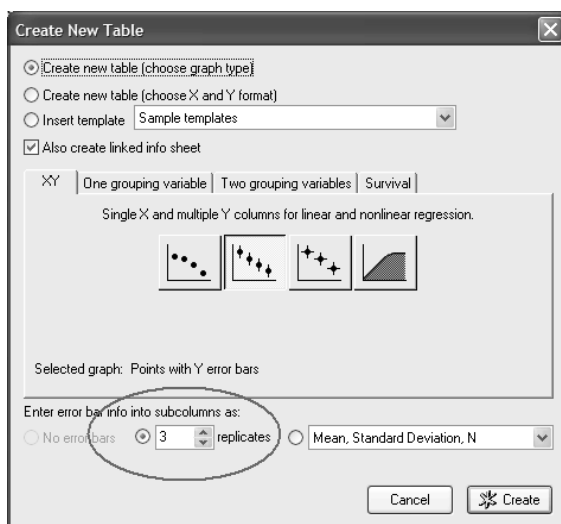 Create New Table
Create new table (choose graph type)
Create new table (choose X and Y format)
Insert template Sample templates
Also create linked info sheet
XY One grouping variable Two grouping variables Survival
Single X and multiple Y columns for linear and nonlinear regression.
Selected graph: Points with Y error bars
Enter error bar info into subcolumns as:
No error bars 3 replicates Mean, Standard Deviation, N
Cancel Create